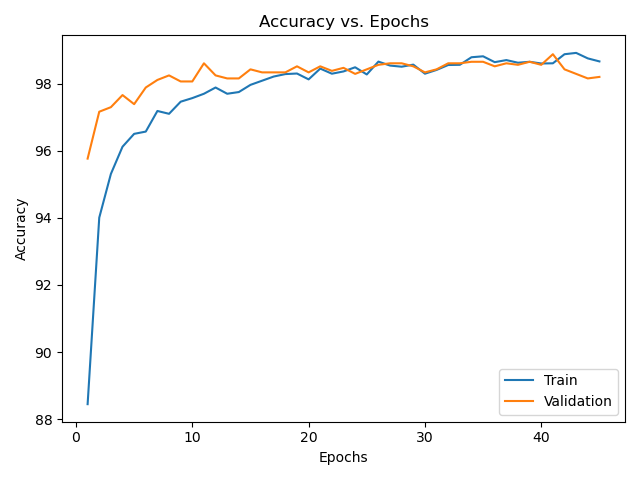 Accuracy vs. Epochs
98
96
94
92
90
88
Accuracy
0 10 20 30 40
Epochs
Train
Validation